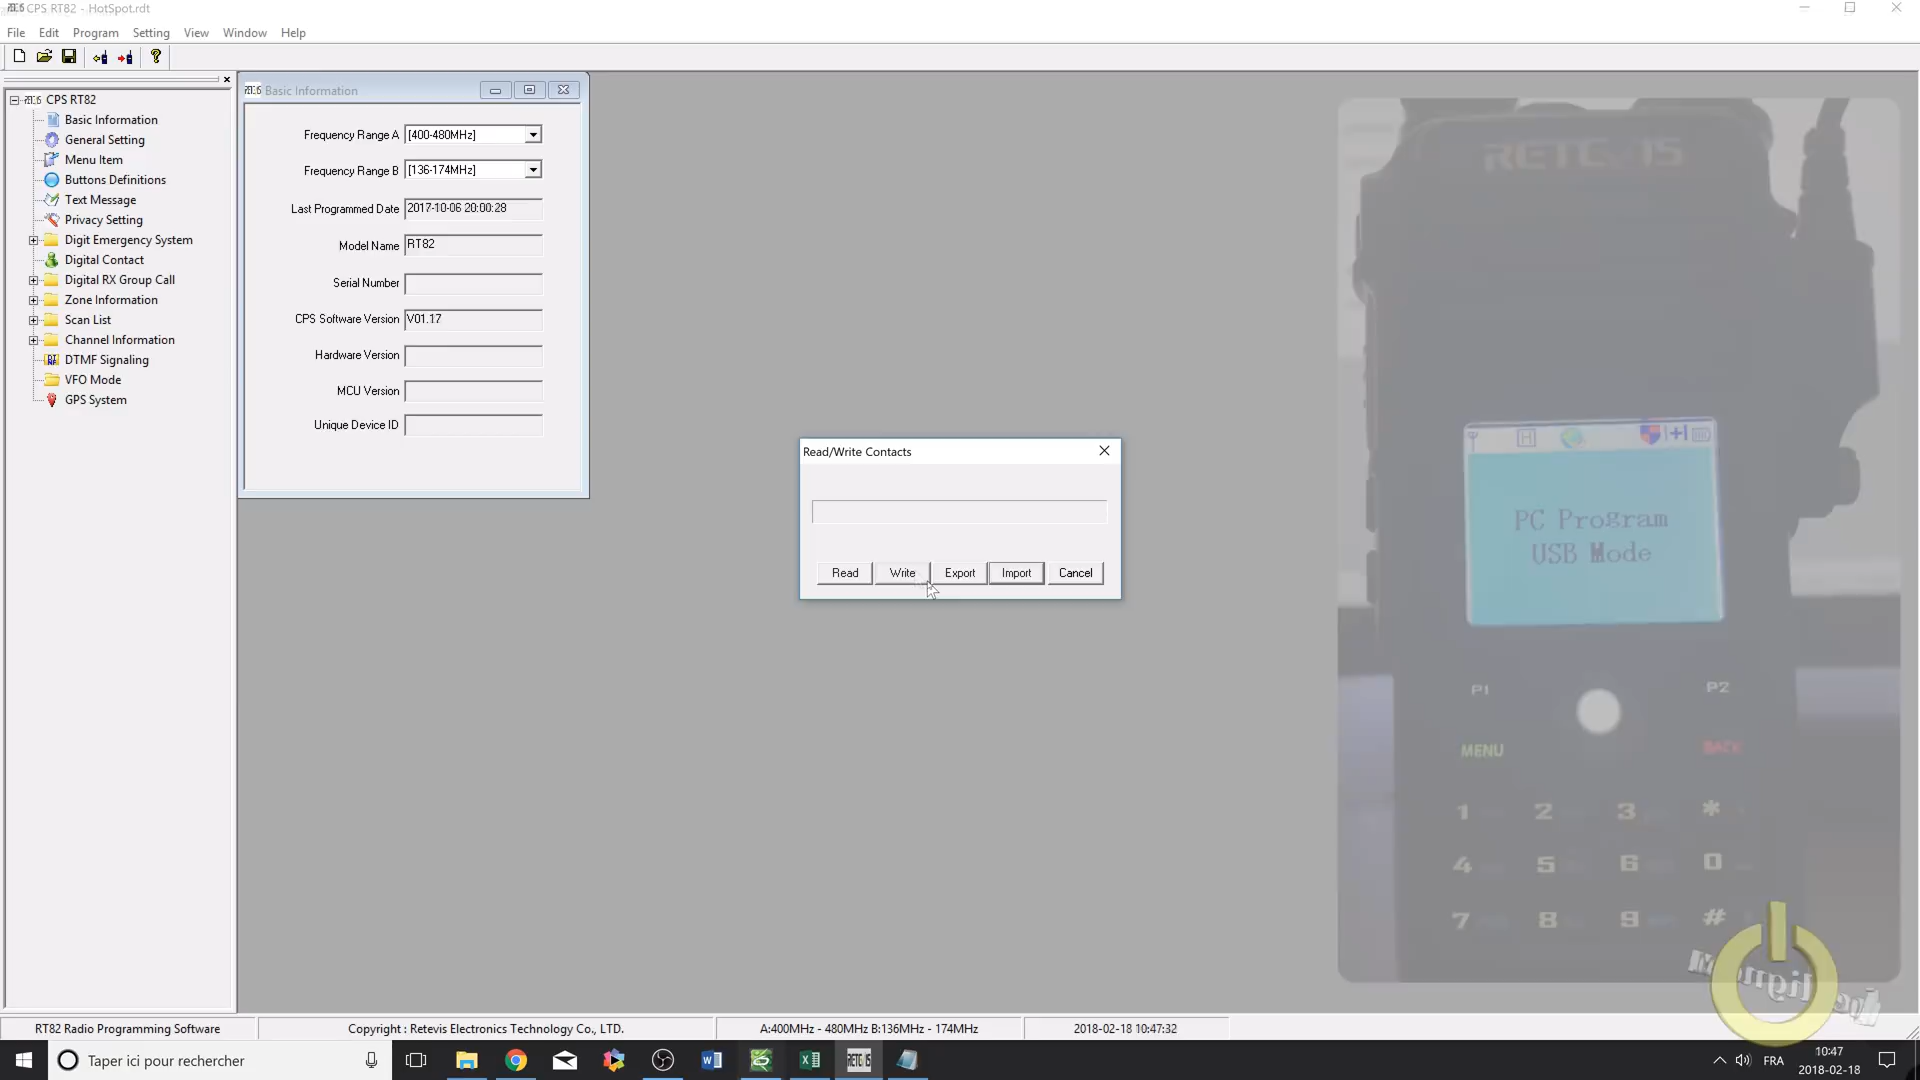 CPS RT82 - HotSpot.rdt
File Edit Program Setting View Window Help
CPS RT82
Basic Information
General Setting
Menu Item
Buttons Definitions
Text Message
Privacy Setting
Digit Emergency System
Digital Contact
Digital RX Group Call
Zone Information
Scan List
Channel Information
DTMF Signaling
VFO Mode
GPS System
Basic Information
Frequency Range A [400-480MHz]
Frequency Range B [136-174MHz]
Last Programmed Date 2017-10-06 20:00:28
Model Name RT82
Serial Number
CPS Software Version V01.17
Hardware Version
MCU Version
Unique Device ID
Read/Write Contacts
Read Write Export Import Cancel
RETEVIS
PC Program
USB Mode
P1 P2
MENU BACK
1 2 3 *
4 5 6 0
7 8 9 #
RT82 Radio Programming Software Copyright : Retevis Electronics Technology Co., LTD. A:400MHz - 480MHz B:136MHz - 174MHz 2018-02-18 10:47:32
Taper ici pour rechercher
FRA
10:47
2018-02-18